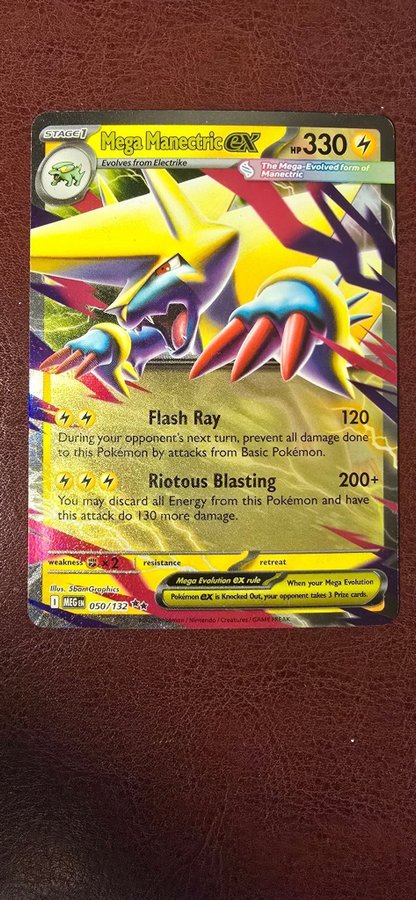 STAGE 1
Mega Manectric ex HP 330
Evolves from Electrike
The Mega-Evolved form of
Manectric
Flash Ray 120
During your opponent's next turn, prevent all damage done
to this Pokémon by attacks from Basic Pokémon.
Riotous Blasting 200+
You may discard all Energy from this Pokémon and have
this attack do 130 more damage.
weakness ×2 resistance retreat
Mega Evolution ex rule
When your Mega Evolution
Pokémon ex is Knocked Out, your opponent takes 3 Prize cards.
Illus. 5ban Graphics
I MEG EN 050/132
Pokémon / Nintendo / Creatures / GAME FREAK